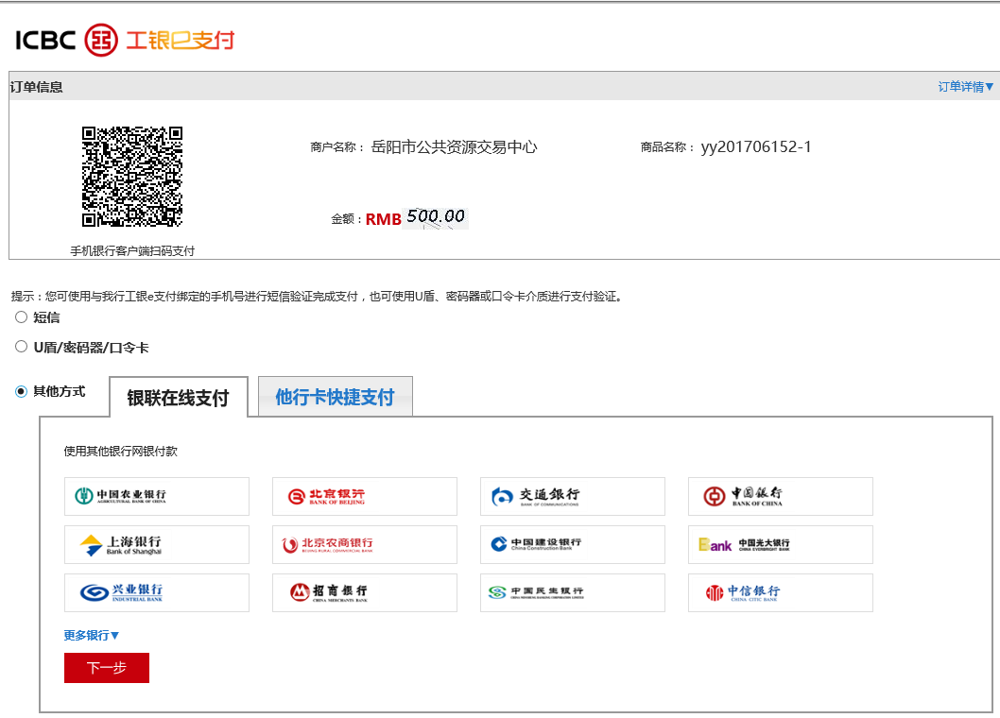 ICBC 工银e支付
订单信息 订单详情▼
商户名称： 岳阳市公共资源交易中心 商品名称： yy201706152-1
金额：RMB 500.00
手机银行客户端扫码支付
提示：您可使用与我行工银e支付绑定的手机号进行短信验证完成支付，也可使用U盾、密码器或口令卡介质进行支付验证。
短信
U盾/密码器/口令卡
其他方式 银联在线支付 他行卡快捷支付
使用其他银行网银付款
中国农业银行 北京银行 交通银行 中国银行
AGRICULTURAL BANK OF CHINA BANK OF BEIJING BANK OF COMMUNICATIONS BANK OF CHINA
上海银行 北京农商银行 中国建设银行 Bank 中国光大银行
Bank of Shanghai BEIJING RURAL COMMERCIAL BANK China Construction Bank CHINA EVERBRIGHT BANK
兴业银行 招商银行 中国民生银行 中信银行
INDUSTRIAL BANK CHINA MERCHANTS BANK CHINA MINSHENG BANKING CORPORATION LIMITED CHINA CITIC BANK
更多银行▼
下一步